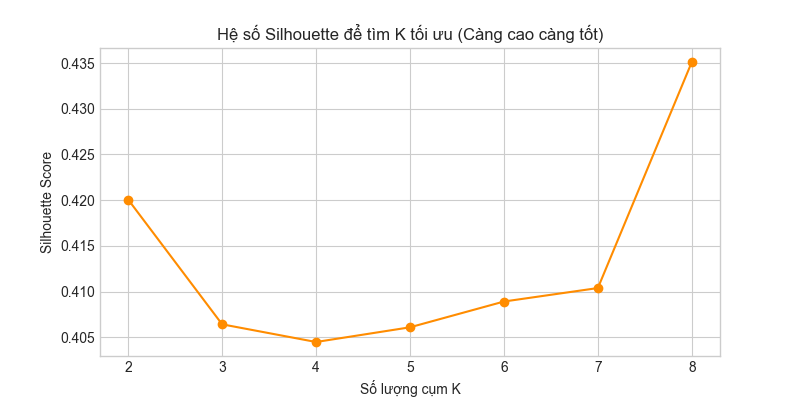 Hệ số Silhouette để tìm K tối ưu (Càng cao càng tốt)
Silhouette Score
0.435
0.430
0.425
0.420
0.415
0.410
0.405
2 3 4 5 6 7 8
Số lượng cụm K